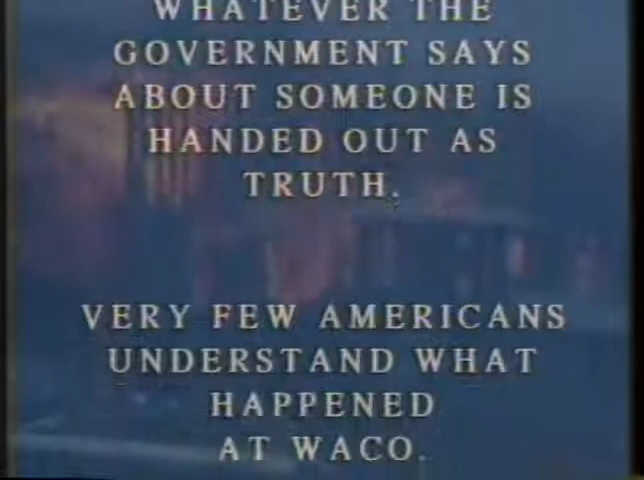 WHATEVER THE
GOVERNMENT SAYS
ABOUT SOMEONE IS
HANDED OUT AS
TRUTH.
VERY FEW AMERICANS
UNDERSTAND WHAT
HAPPENED
AT WACO.